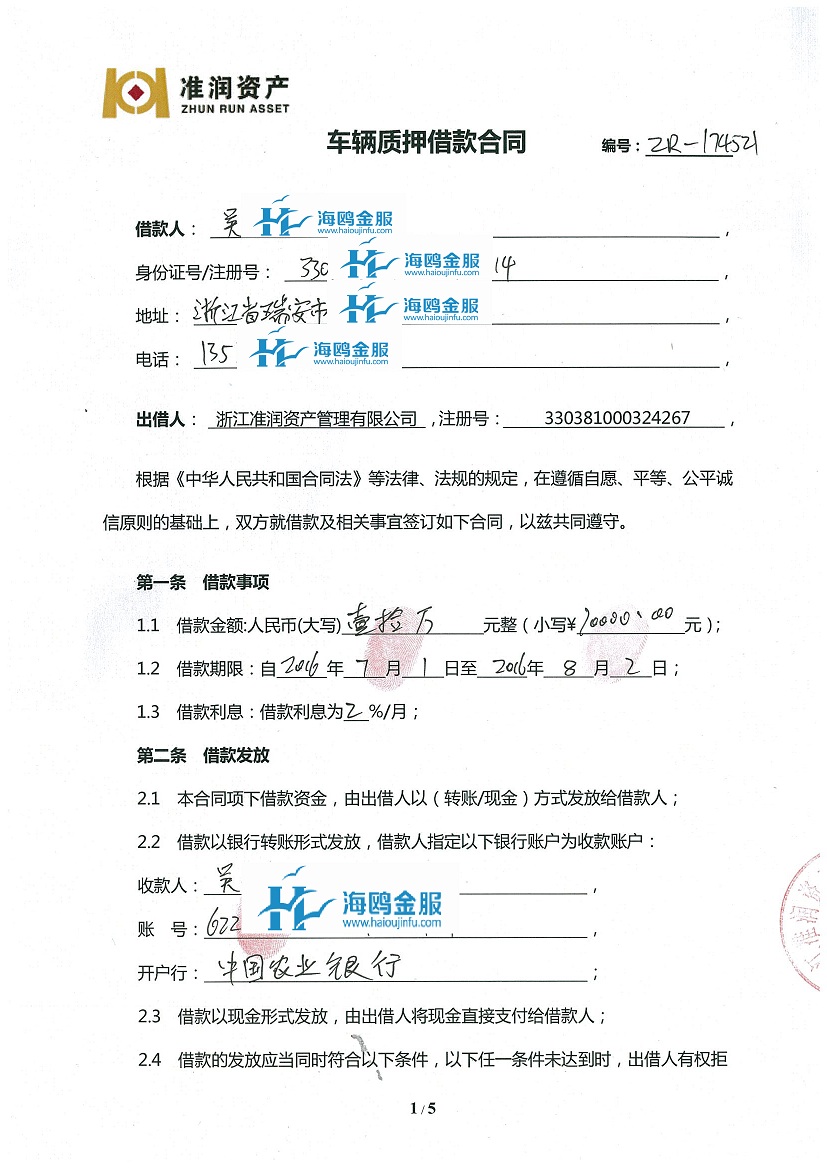 准润资产
ZHUN RUN ASSET
车辆质押借款合同 编号：ZR-174521
借款人：吴 海鸥金服 www.haioujinfu.com ，
身份证号/注册号：330 海鸥金服 www.haioujinfu.com 14 ，
地址：浙江省瑞安市 海鸥金服 www.haioujinfu.com ，
电话：135 海鸥金服 www.haioujinfu.com ，
出借人：浙江准润资产管理有限公司，注册号：330381000324267，
根据《中华人民共和国合同法》等法律、法规的规定，在遵循自愿、平等、公平诚
信原则的基础上，双方就借款及相关事宜签订如下合同，以兹共同遵守。
第一条 借款事项
1.1 借款金额:人民币(大写)壹拾万元整（小写¥100000.00元）；
1.2 借款期限：自2016年7月1日至2016年8月2日；
1.3 借款利息：借款利息为2%/月；
第二条 借款发放
2.1 本合同项下借款资金，由出借人以（转账/现金）方式发放给借款人；
2.2 借款以银行转账形式发放，借款人指定以下银行账户为收款账户：
收款人：吴 ，
海鸥金服
www.haioujinfu.com
账 号：622 ，
开户行：中国农业银行；
2.3 借款以现金形式发放，由出借人将现金直接支付给借款人；
2.4 借款的发放应当同时符合以下条件，以下任一条件未达到时，出借人有权拒
1 / 5
准润资